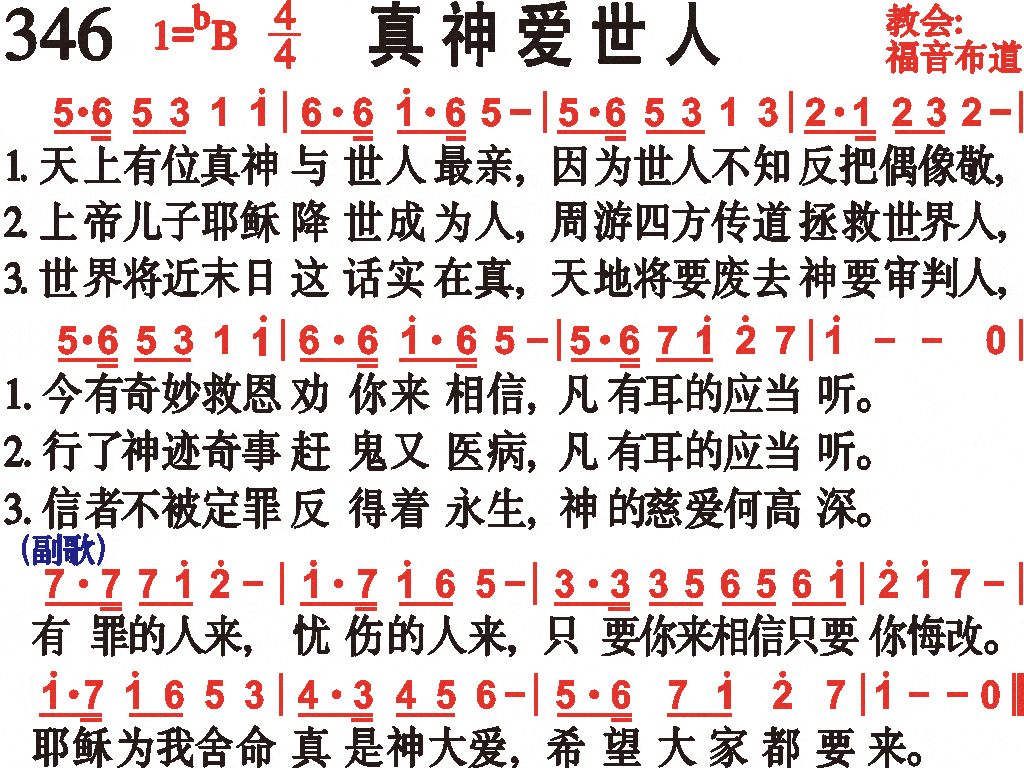 346 1=ᵇB 4/4 真神爱世人 教会:
福音布道
5·6 5 3 1 i|6·6 i·6 5-|5·6 5 3 1 3|2·1 2 3 2-|
1. 天上有位真神与世人最亲，因为世人不知反把偶像敬，
2. 上帝儿子耶稣降世成为人，周游四方传道拯救世界人，
3. 世界将近末日这话实在真，天地将要废去神要审判人，
5·6 5 3 1 i|6·6 i·6 5-|5·6 7 i 2̇ 7|i - - 0|
1. 今有奇妙救恩劝你来相信，凡有耳的应当听。
2. 行了神迹奇事赶鬼又医病，凡有耳的应当听。
3. 信者不被定罪反得着永生，神的慈爱何高深。
(副歌)
7·7 7 i 2̇-|i·7 i 6 5-|3·3 3 5 6 5 6 i|2̇ i 7-|
有罪的人来，忧伤的人来，只要你来相信只要你悔改。
i·7 i 6 5 3|4·3 4 5 6-|5·6 7 i 2̇ 7|i - - 0
耶稣为我舍命真是神大爱，希望大家都要来。